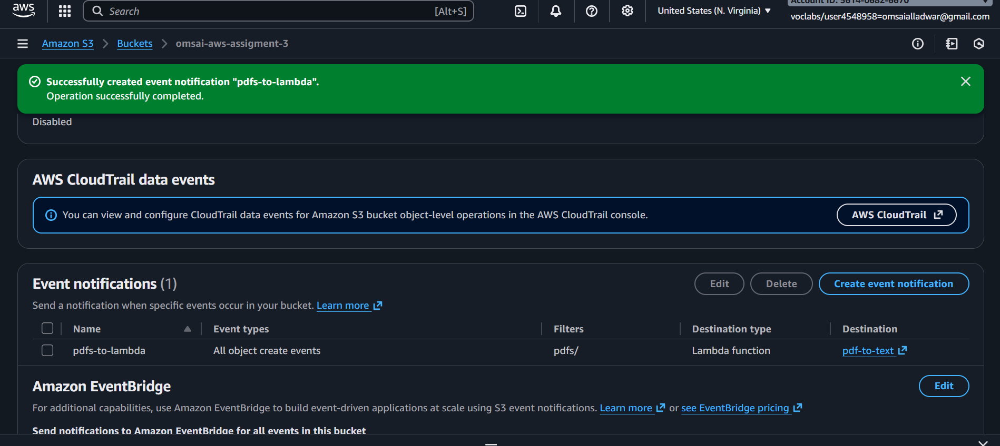 aws
Search [Alt+S]
United States (N. Virginia)
Account ID: 5614-0682-6670
voclabs/user4548958=omsaialladwar@gmail.com
Amazon S3 Buckets omsai-aws-assigment-3
Successfully created event notification "pdfs-to-lambda".
Operation successfully completed.
Disabled
AWS CloudTrail data events
You can view and configure CloudTrail data events for Amazon S3 bucket object-level operations in the AWS CloudTrail console.
AWS CloudTrail
Event notifications (1)
Edit Delete Create event notification
Send a notification when specific events occur in your bucket. Learn more
Name Event types Filters Destination type Destination
pdfs-to-lambda All object create events pdfs/ Lambda function pdf-to-text
Amazon EventBridge
Edit
For additional capabilities, use Amazon EventBridge to build event-driven applications at scale using S3 event notifications. Learn more or see EventBridge pricing
Send notifications to Amazon EventBridge for all events in this bucket